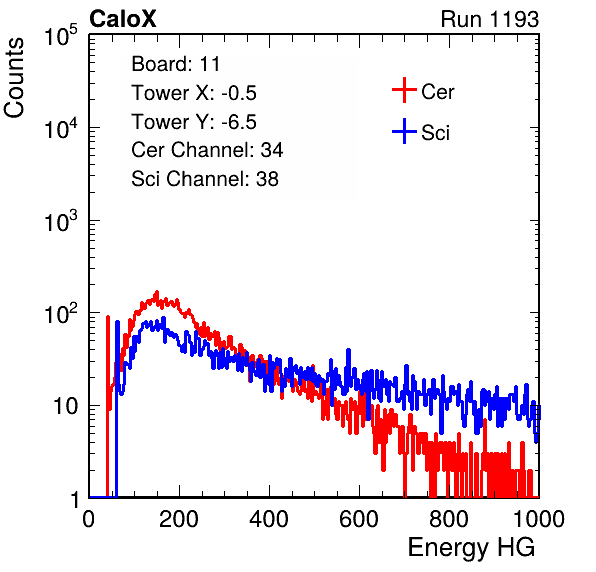 CaloX Run 1193
Counts
Board: 11
Tower X: -0.5
Tower Y: -6.5
Cer Channel: 34
Sci Channel: 38
Cer
Sci
10^5
10^4
10^3
10^2
10
1
0 200 400 600 800 1000
Energy HG